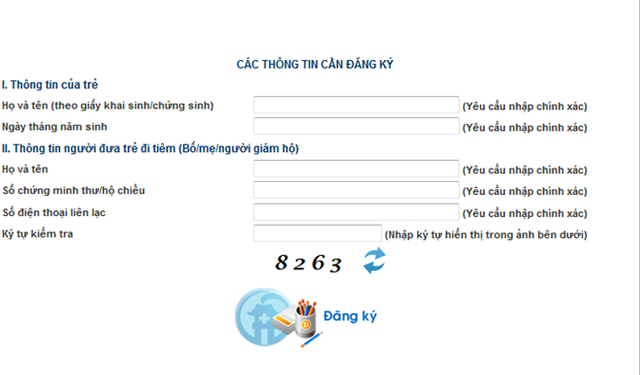 CÁC THÔNG TIN CẦN ĐĂNG KÝ
I. Thông tin của trẻ
Họ và tên (theo giấy khai sinh/chứng sinh) (Yêu cầu nhập chính xác)
Ngày tháng năm sinh (Yêu cầu nhập chính xác)
II. Thông tin người đưa trẻ đi tiêm (Bố/mẹ/người giám hộ)
Họ và tên (Yêu cầu nhập chính xác)
Số chứng minh thư/hộ chiếu (Yêu cầu nhập chính xác)
Số điện thoại liên lạc (Yêu cầu nhập chính xác)
Ký tự kiểm tra (Nhập ký tự hiển thị trong ảnh bên dưới)
8263
Đăng ký